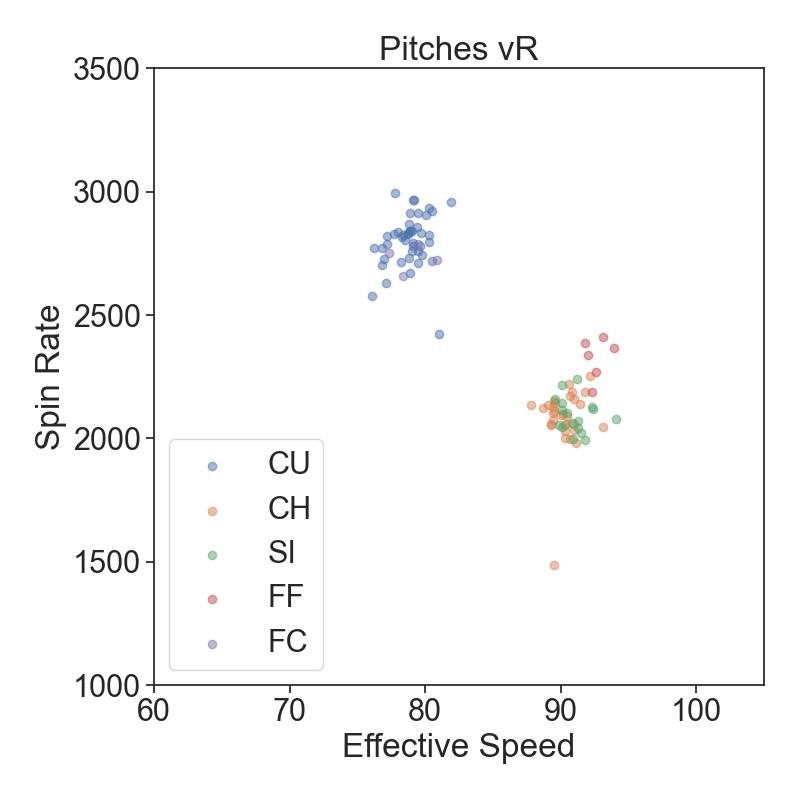 Pitches vR
3500
3000
2500
2000
1500
1000
Spin Rate
CU
CH
SI
FF
FC
60 70 80 90 100
Effective Speed